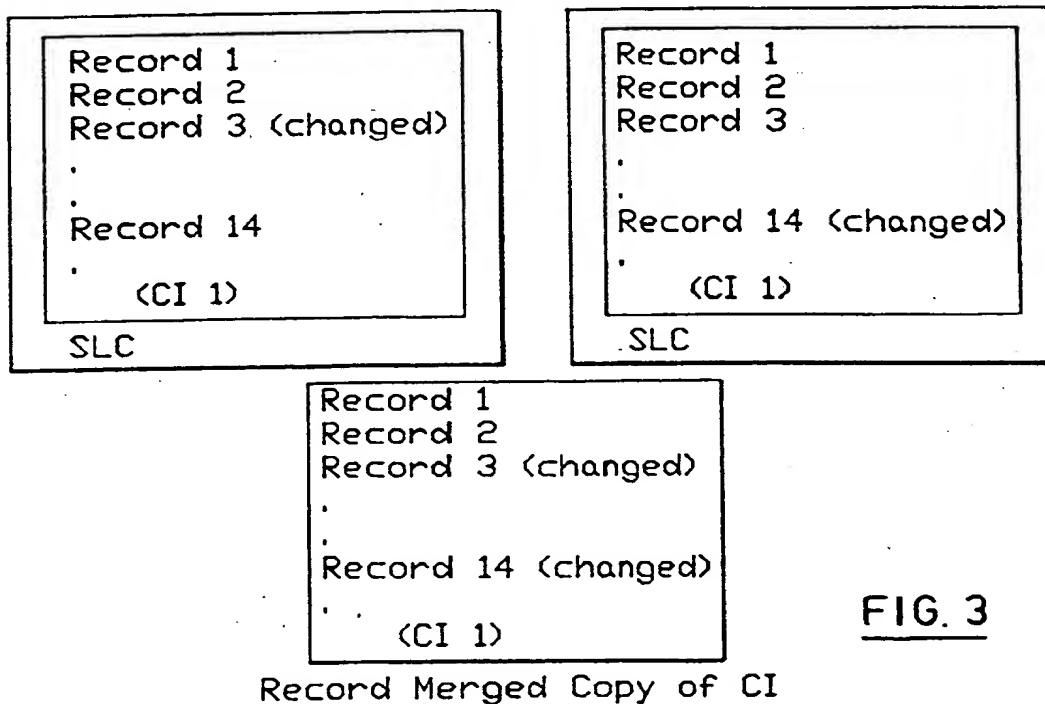 Record 1
Record 2
Record 3 (changed)
.
.
Record 14
.
(CI 1)
SLC
Record 1
Record 2
Record 3
.
.
Record 14 (changed)
.
(CI 1)
SLC
Record 1
Record 2
Record 3 (changed)
.
.
Record 14 (changed)
.
(CI 1)
Record Merged Copy of CI
FIG. 3